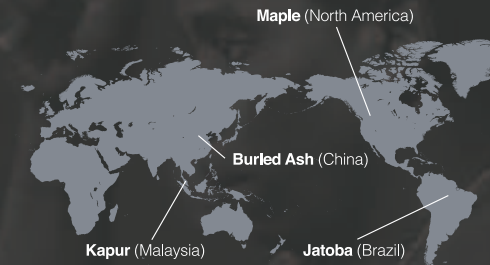 Maple (North America)
Burled Ash (China)
Kapur (Malaysia)
Jatoba (Brazil)